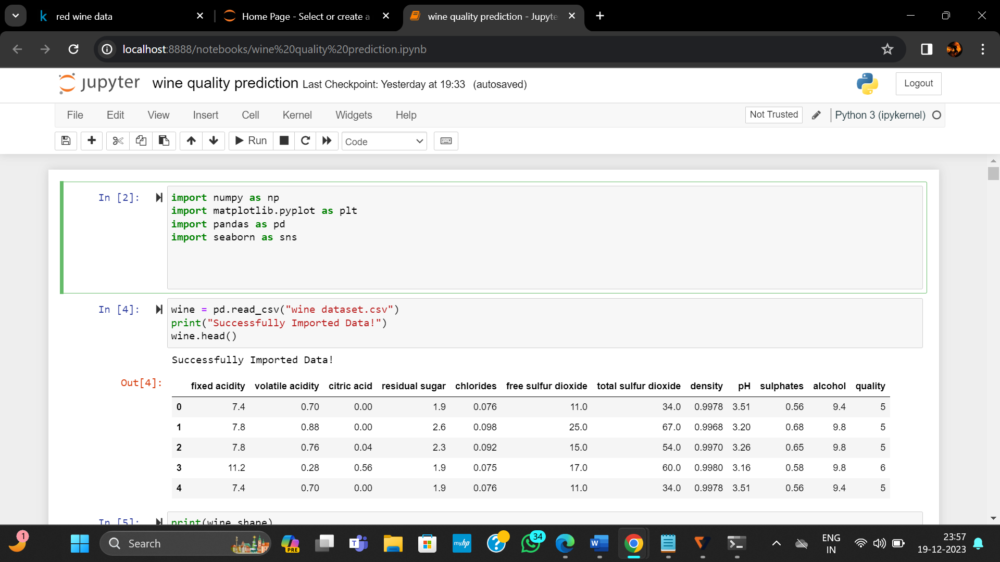 red wine data
Home Page - Select or create a
wine quality prediction - Jupyte
localhost:8888/notebooks/wine%20quality%20prediction.ipynb
jupyter wine quality prediction Last Checkpoint: Yesterday at 19:33 (autosaved)
Logout
File Edit View Insert Cell Kernel Widgets Help
Not Trusted
Python 3 (ipykernel)
Run
Code
In [2]:
import numpy as np
import matplotlib.pyplot as plt
import pandas as pd
import seaborn as sns
In [4]:
wine = pd.read_csv("wine dataset.csv")
print("Successfully Imported Data!")
wine.head()
Successfully Imported Data!
Out[4]:
fixed acidity volatile acidity citric acid residual sugar chlorides free sulfur dioxide total sulfur dioxide density pH sulphates alcohol quality
0 7.4 0.70 0.00 1.9 0.076 11.0 34.0 0.9978 3.51 0.56 9.4 5
1 7.8 0.88 0.00 2.6 0.098 25.0 67.0 0.9968 3.20 0.68 9.8 5
2 7.8 0.76 0.04 2.3 0.092 15.0 54.0 0.9970 3.26 0.65 9.8 5
3 11.2 0.28 0.56 1.9 0.075 17.0 60.0 0.9980 3.16 0.58 9.8 6
4 7.4 0.70 0.00 1.9 0.076 11.0 34.0 0.9978 3.51 0.56 9.4 5
In [5]:
print(wine.shape)
1
Search
PRE
T
myhp
?
34
W
ENG
IN
23:57
19-12-2023